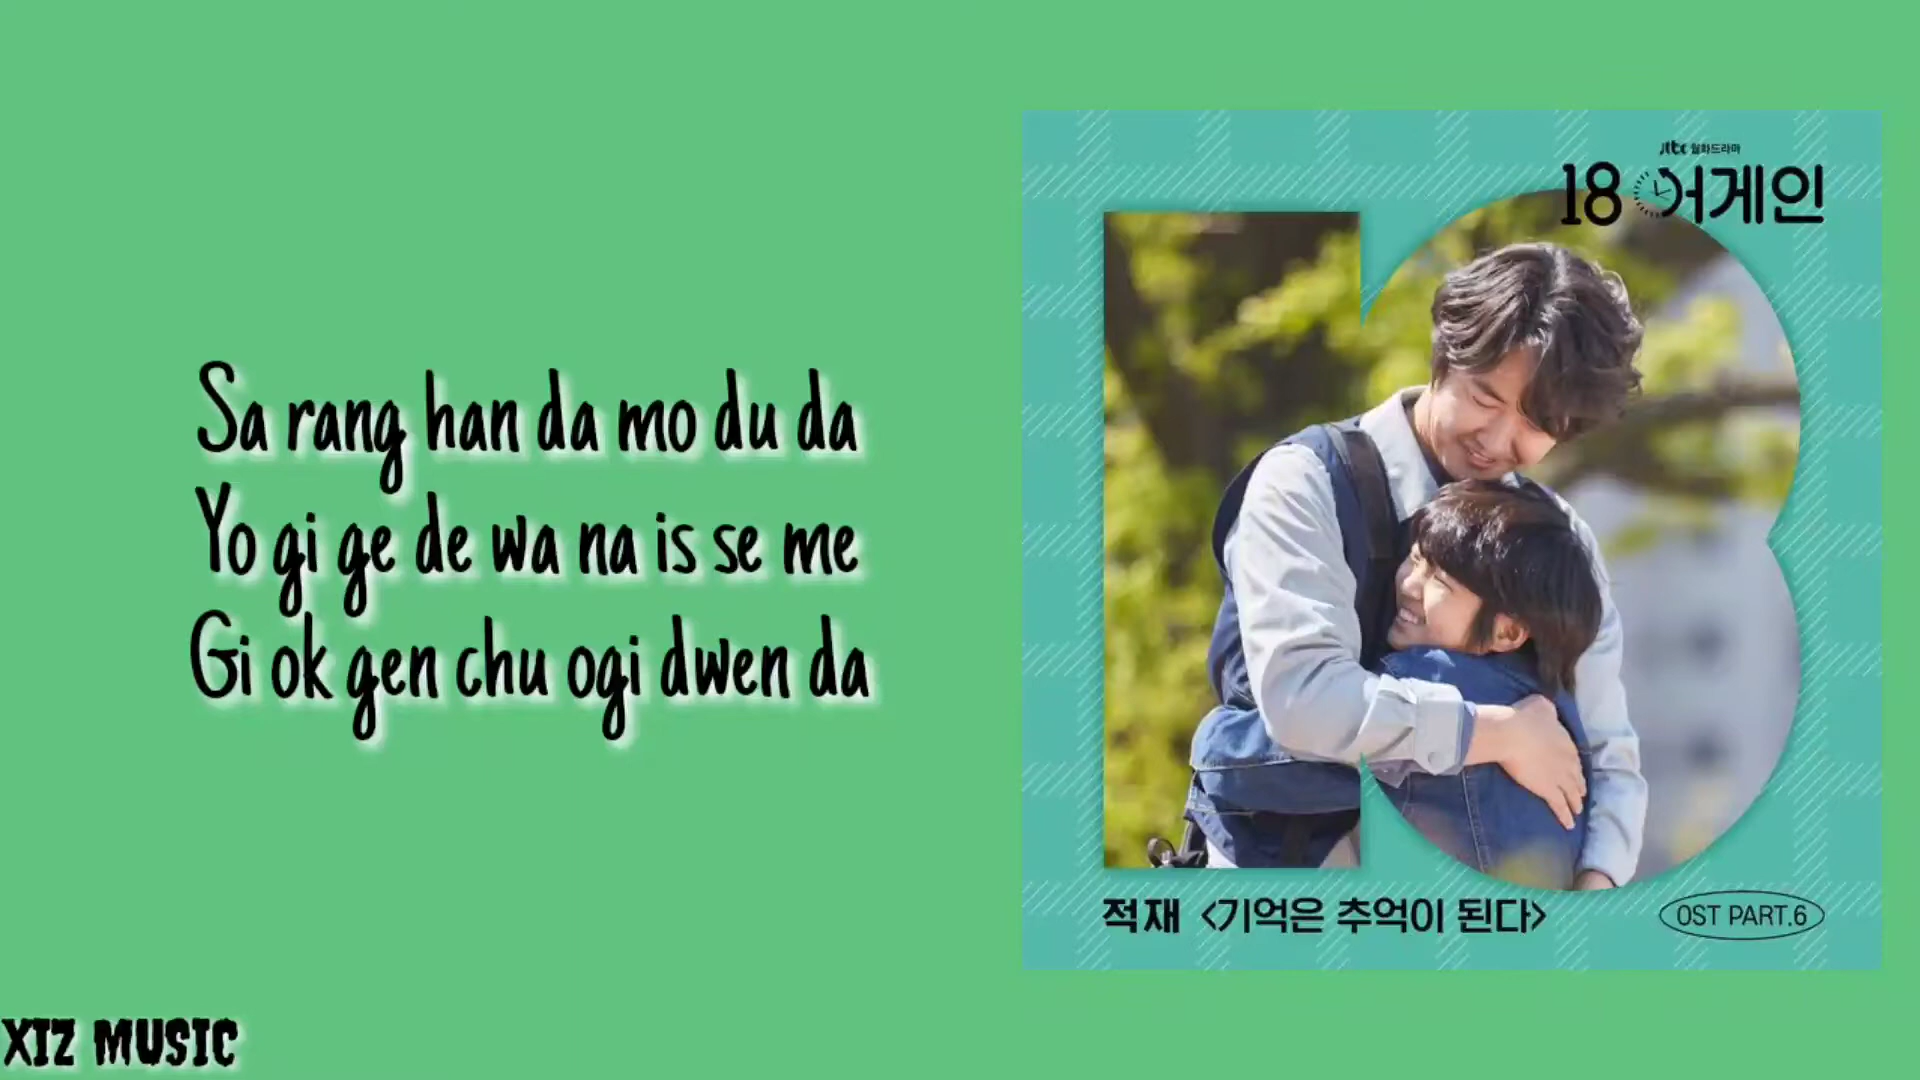 Sa rang han da mo du da
Yo gi ge de wa na is se me
Gi ok gen chu ogi dwen da
jtbc 월화드라마
18 어게인
적재 <기억은 추억이 된다>
OST PART.6
XIZ MUSIC